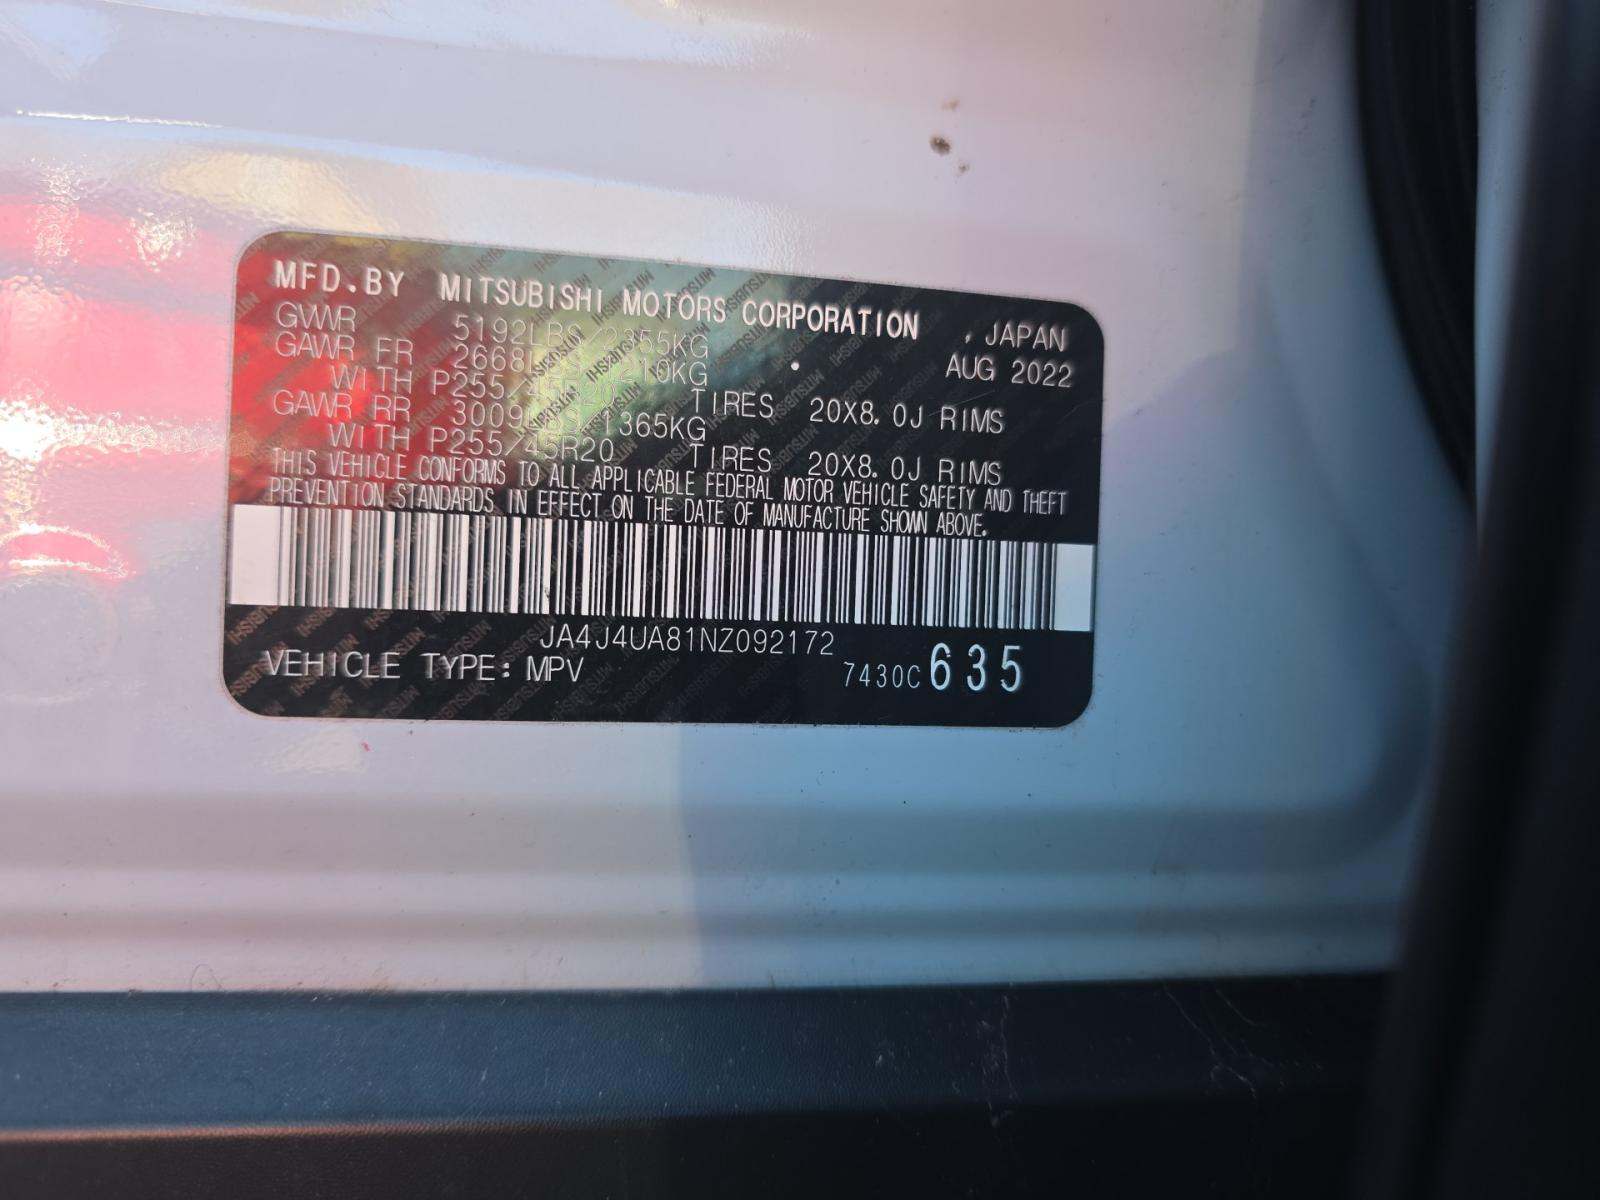 MFD.BY MITSUBISHI MOTORS CORPORATION , JAPAN
GVWR 5192LBS 2355KG AUG 2022
GAWR FR 2668LBS 1210KG
WITH P255 TIRES 20X8.0J RIMS
GAWR RR 3009LBS 1365KG
WITH P255/45R20 TIRES 20X8.0J RIMS
THIS VEHICLE CONFORMS TO ALL APPLICABLE FEDERAL MOTOR VEHICLE SAFETY AND THEFT
PREVENTION STANDARDS IN EFFECT ON THE DATE OF MANUFACTURE SHOWN ABOVE.
JA4J4UA81NZ092172
VEHICLE TYPE: MPV 7430C 635